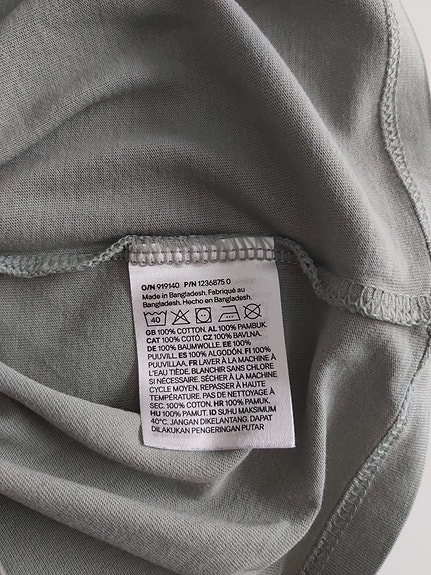 O/N 919140 P/N 1236875 0
Made in Bangladesh. Fabriqué au
Bangladesh. Hecho en Bangladesh.
40
GB 100% COTTON. AL 100% PAMBUK.
CAT 100% COTÓ. CZ 100% BAVLNA.
DE 100% BAUMWOLLE. EE 100%
PUUVILL. ES 100% ALGODÓN. FI 100%
PUUVILLAA. FR LAVER À LA MACHINE À
L'EAU TIÈDE. BLANCHIR SANS CHLORE
SI NÉCESSAIRE. SÉCHER À LA MACHINE
CYCLE MOYEN. REPASSER À HAUTE
TEMPÉRATURE. PAS DE NETTOYAGE À
SEC. 100% COTON. HR 100% PAMUK.
HU 100% PAMUT. ID SUHU MAKSIMUM
40°C. JANGAN DIKELANTANG. DAPAT
DILAKUKAN PENGERINGAN PUTAR